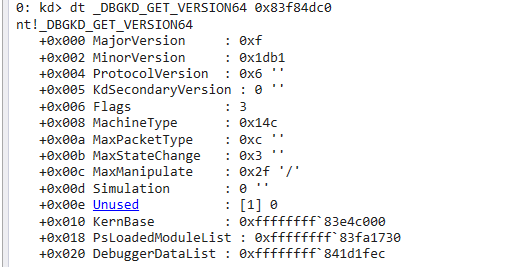 0: kd> dt _DBGKD_GET_VERSION64 0x83f84dc0
nt!_DBGKD_GET_VERSION64
   +0x000 MajorVersion     : 0xf
   +0x002 MinorVersion     : 0x1db1
   +0x004 ProtocolVersion  : 0x6 ''
   +0x005 KdSecondaryVersion : 0 ''
   +0x006 Flags            : 3
   +0x008 MachineType      : 0x14c
   +0x00a MaxPacketType    : 0xc ''
   +0x00b MaxStateChange   : 0x3 ''
   +0x00c MaxManipulate    : 0x2f '/'
   +0x00d Simulation       : 0 ''
   +0x00e Unused           : [1] 0
   +0x010 KernBase         : 0xffffffff`83e4c000
   +0x018 PsLoadedModuleList : 0xffffffff`83fa1730
   +0x020 DebuggerDataList : 0xffffffff`841d1fec